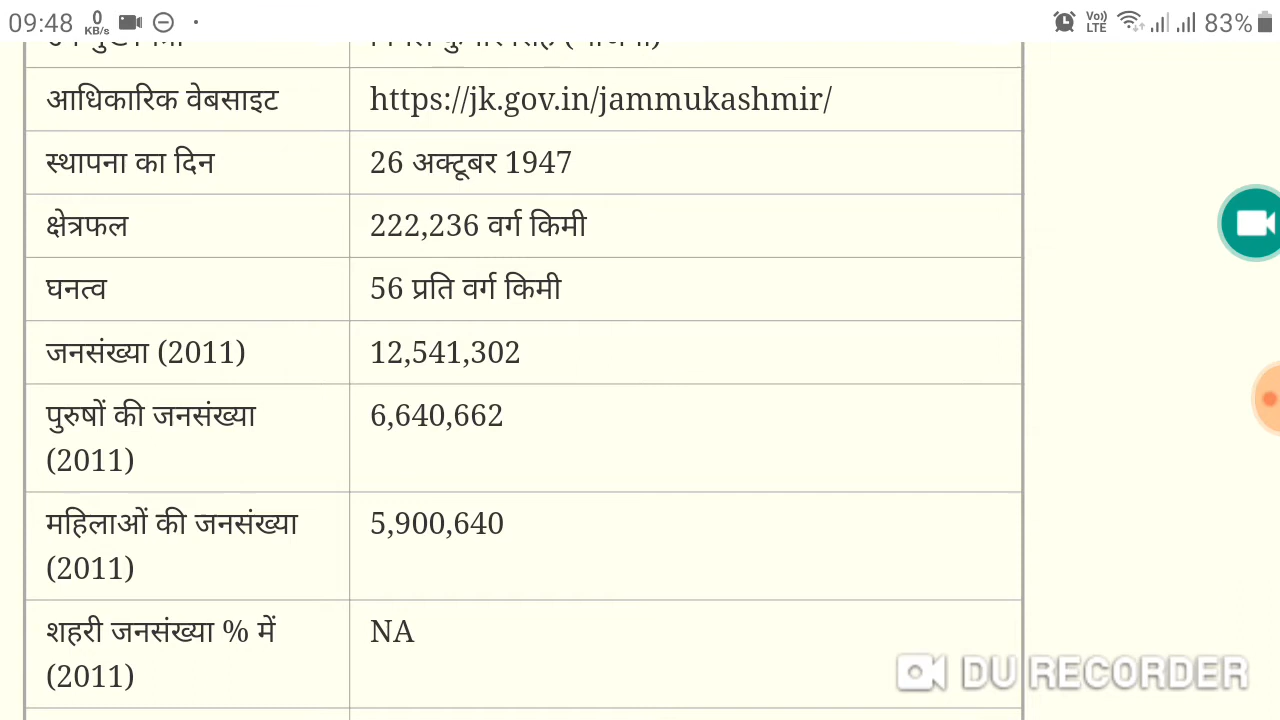 09:48 0 KB/s Vo)) LTE 83%
आधिकारिक वेबसाइट https://jk.gov.in/jammukashmir/
स्थापना का दिन 26 अक्टूबर 1947
क्षेत्रफल 222,236 वर्ग किमी
घनत्व 56 प्रति वर्ग किमी
जनसंख्या (2011) 12,541,302
पुरुषों की जनसंख्या 6,640,662
(2011)
महिलाओं की जनसंख्या 5,900,640
(2011)
शहरी जनसंख्या % में NA
(2011)
DU RECORDER